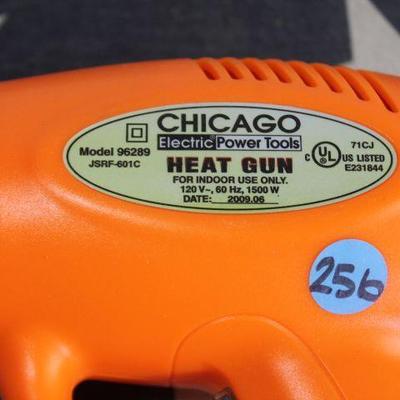 CHICAGO
Electric Power Tools
Model 96289
JSRF-601C
HEAT GUN
FOR INDOOR USE ONLY.
120 V~, 60 Hz, 1500 W
DATE: 2009.06
71CJ
C UL US LISTED
E231844
256